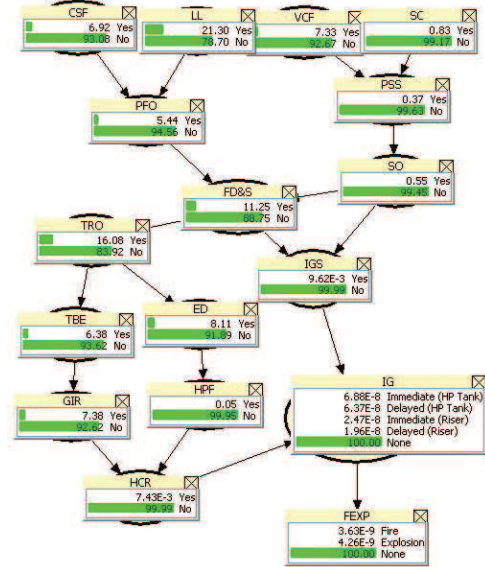 CSF
6.92 Yes
93.08 No
LL
21.30 Yes
78.70 No
VCF
7.33 Yes
92.67 No
SC
0.83 Yes
99.17 No
PFO
5.44 Yes
94.56 No
PSS
0.37 Yes
99.63 No
FD&S
11.25 Yes
88.75 No
SO
0.55 Yes
99.45 No
TRO
16.08 Yes
83.92 No
IGS
9.62E-3 Yes
99.99 No
TBE
6.38 Yes
93.62 No
ED
8.11 Yes
91.89 No
GIR
7.38 Yes
92.62 No
HPF
0.05 Yes
99.95 No
IG
6.88E-8 Immediate (HP Tank)
6.37E-8 Delayed (HP Tank)
2.47E-8 Immediate (Riser)
1.96E-8 Delayed (Riser)
100.00 None
HCR
7.43E-3 Yes
99.99 No
FEXP
3.63E-9 Fire
4.26E-9 Explosion
100.00 None